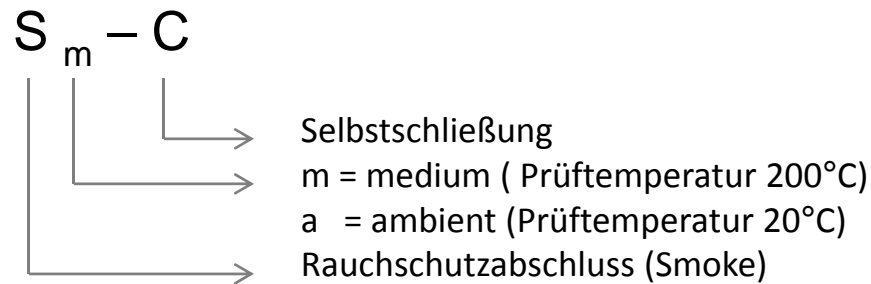 S m – C
Selbstschließung
m = medium ( Prüftemperatur 200°C)
a = ambient (Prüftemperatur 20°C)
Rauchschutzabschluss (Smoke)